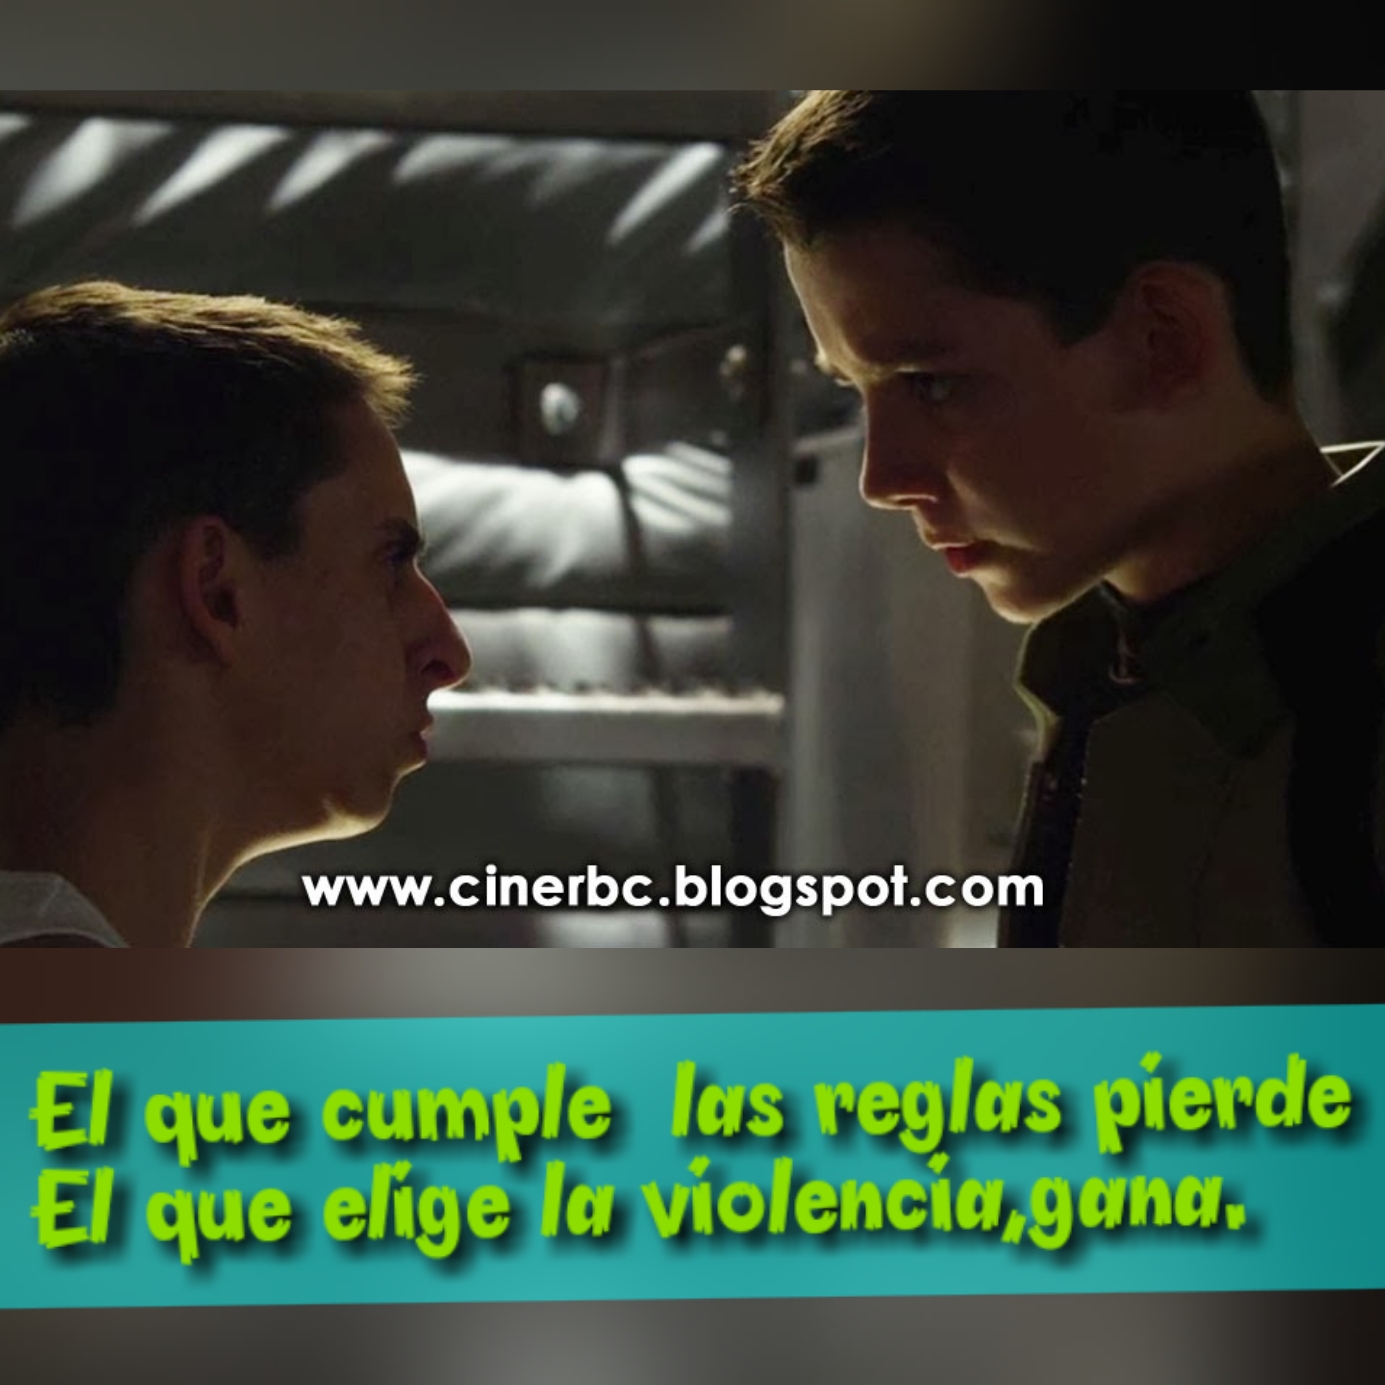 www.cinerbc.blogspot.com
El que cumple las reglas pierde
El que elige la violencia,gana.